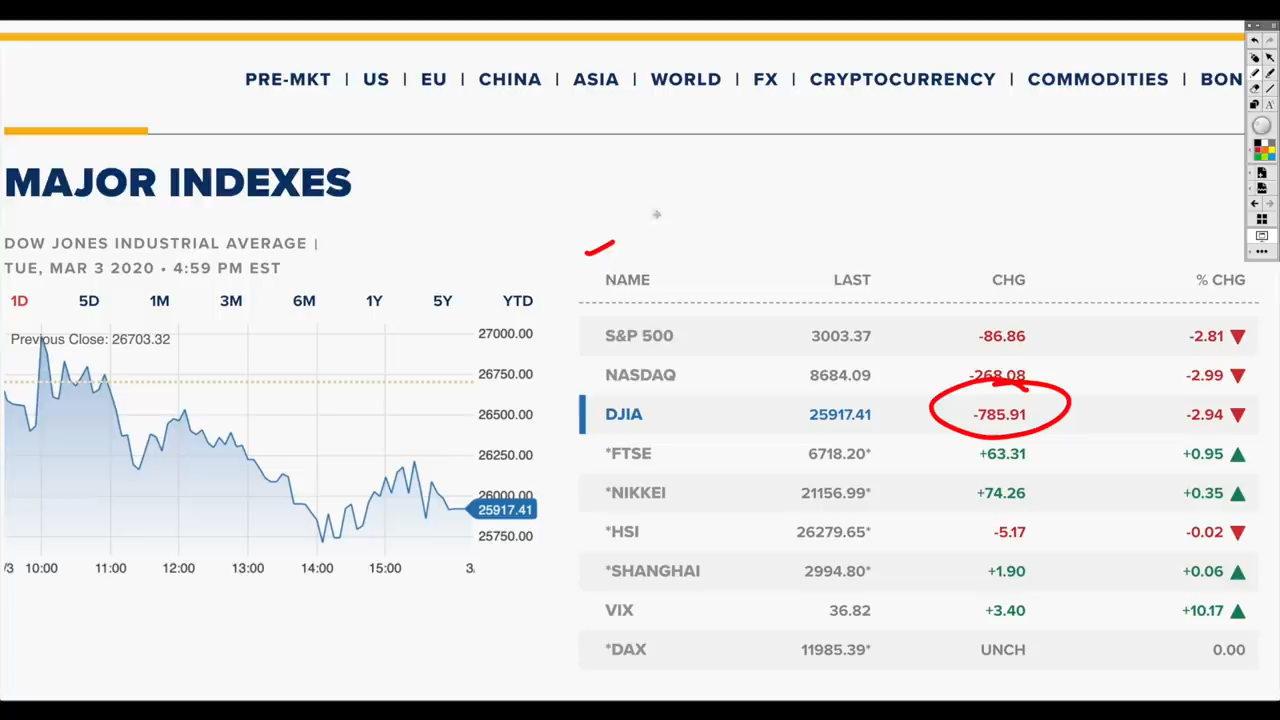 PRE-MKT | US | EU | CHINA | ASIA | WORLD | FX | CRYPTOCURRENCY | COMMODITIES | BON
MAJOR INDEXES
DOW JONES INDUSTRIAL AVERAGE |
TUE, MAR 3 2020 • 4:59 PM EST
1D 5D 1M 3M 6M 1Y 5Y YTD
Previous Close: 26703.32
27000.00
26750.00
26500.00
26250.00
26000.00
25917.41
25750.00
/3 10:00 11:00 12:00 13:00 14:00 15:00 3.
NAME LAST CHG % CHG
S&P 500 3003.37 -86.86 -2.81
NASDAQ 8684.09 -268.08 -2.99
DJIA 25917.41 -785.91 -2.94
*FTSE 6718.20* +63.31 +0.95
*NIKKEI 21156.99* +74.26 +0.35
*HSI 26279.65* -5.17 -0.02
*SHANGHAI 2994.80* +1.90 +0.06
VIX 36.82 +3.40 +10.17
*DAX 11985.39* UNCH 0.00
A